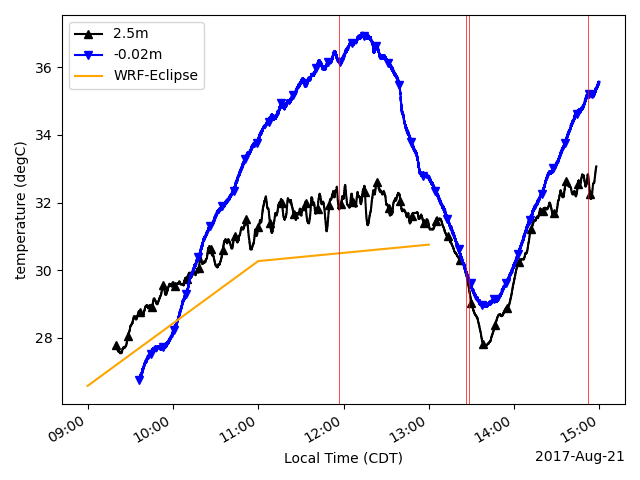 2.5m
-0.02m
WRF-Eclipse
temperature (degC)
36
34
32
30
28
09:00
10:00
11:00
12:00
13:00
14:00
15:00
Local Time (CDT)
2017-Aug-21